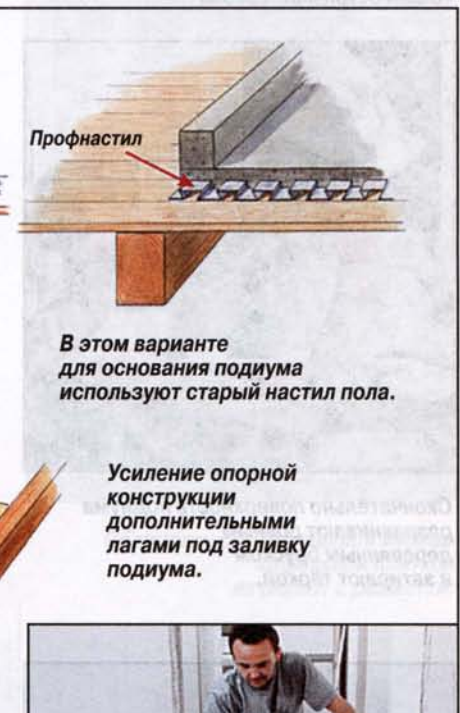 Профнастил
В этом варианте
для основания подиума
используют старый настил пола.
Усиление опорной
конструкции
дополнительными
лагами под заливку
подиума.